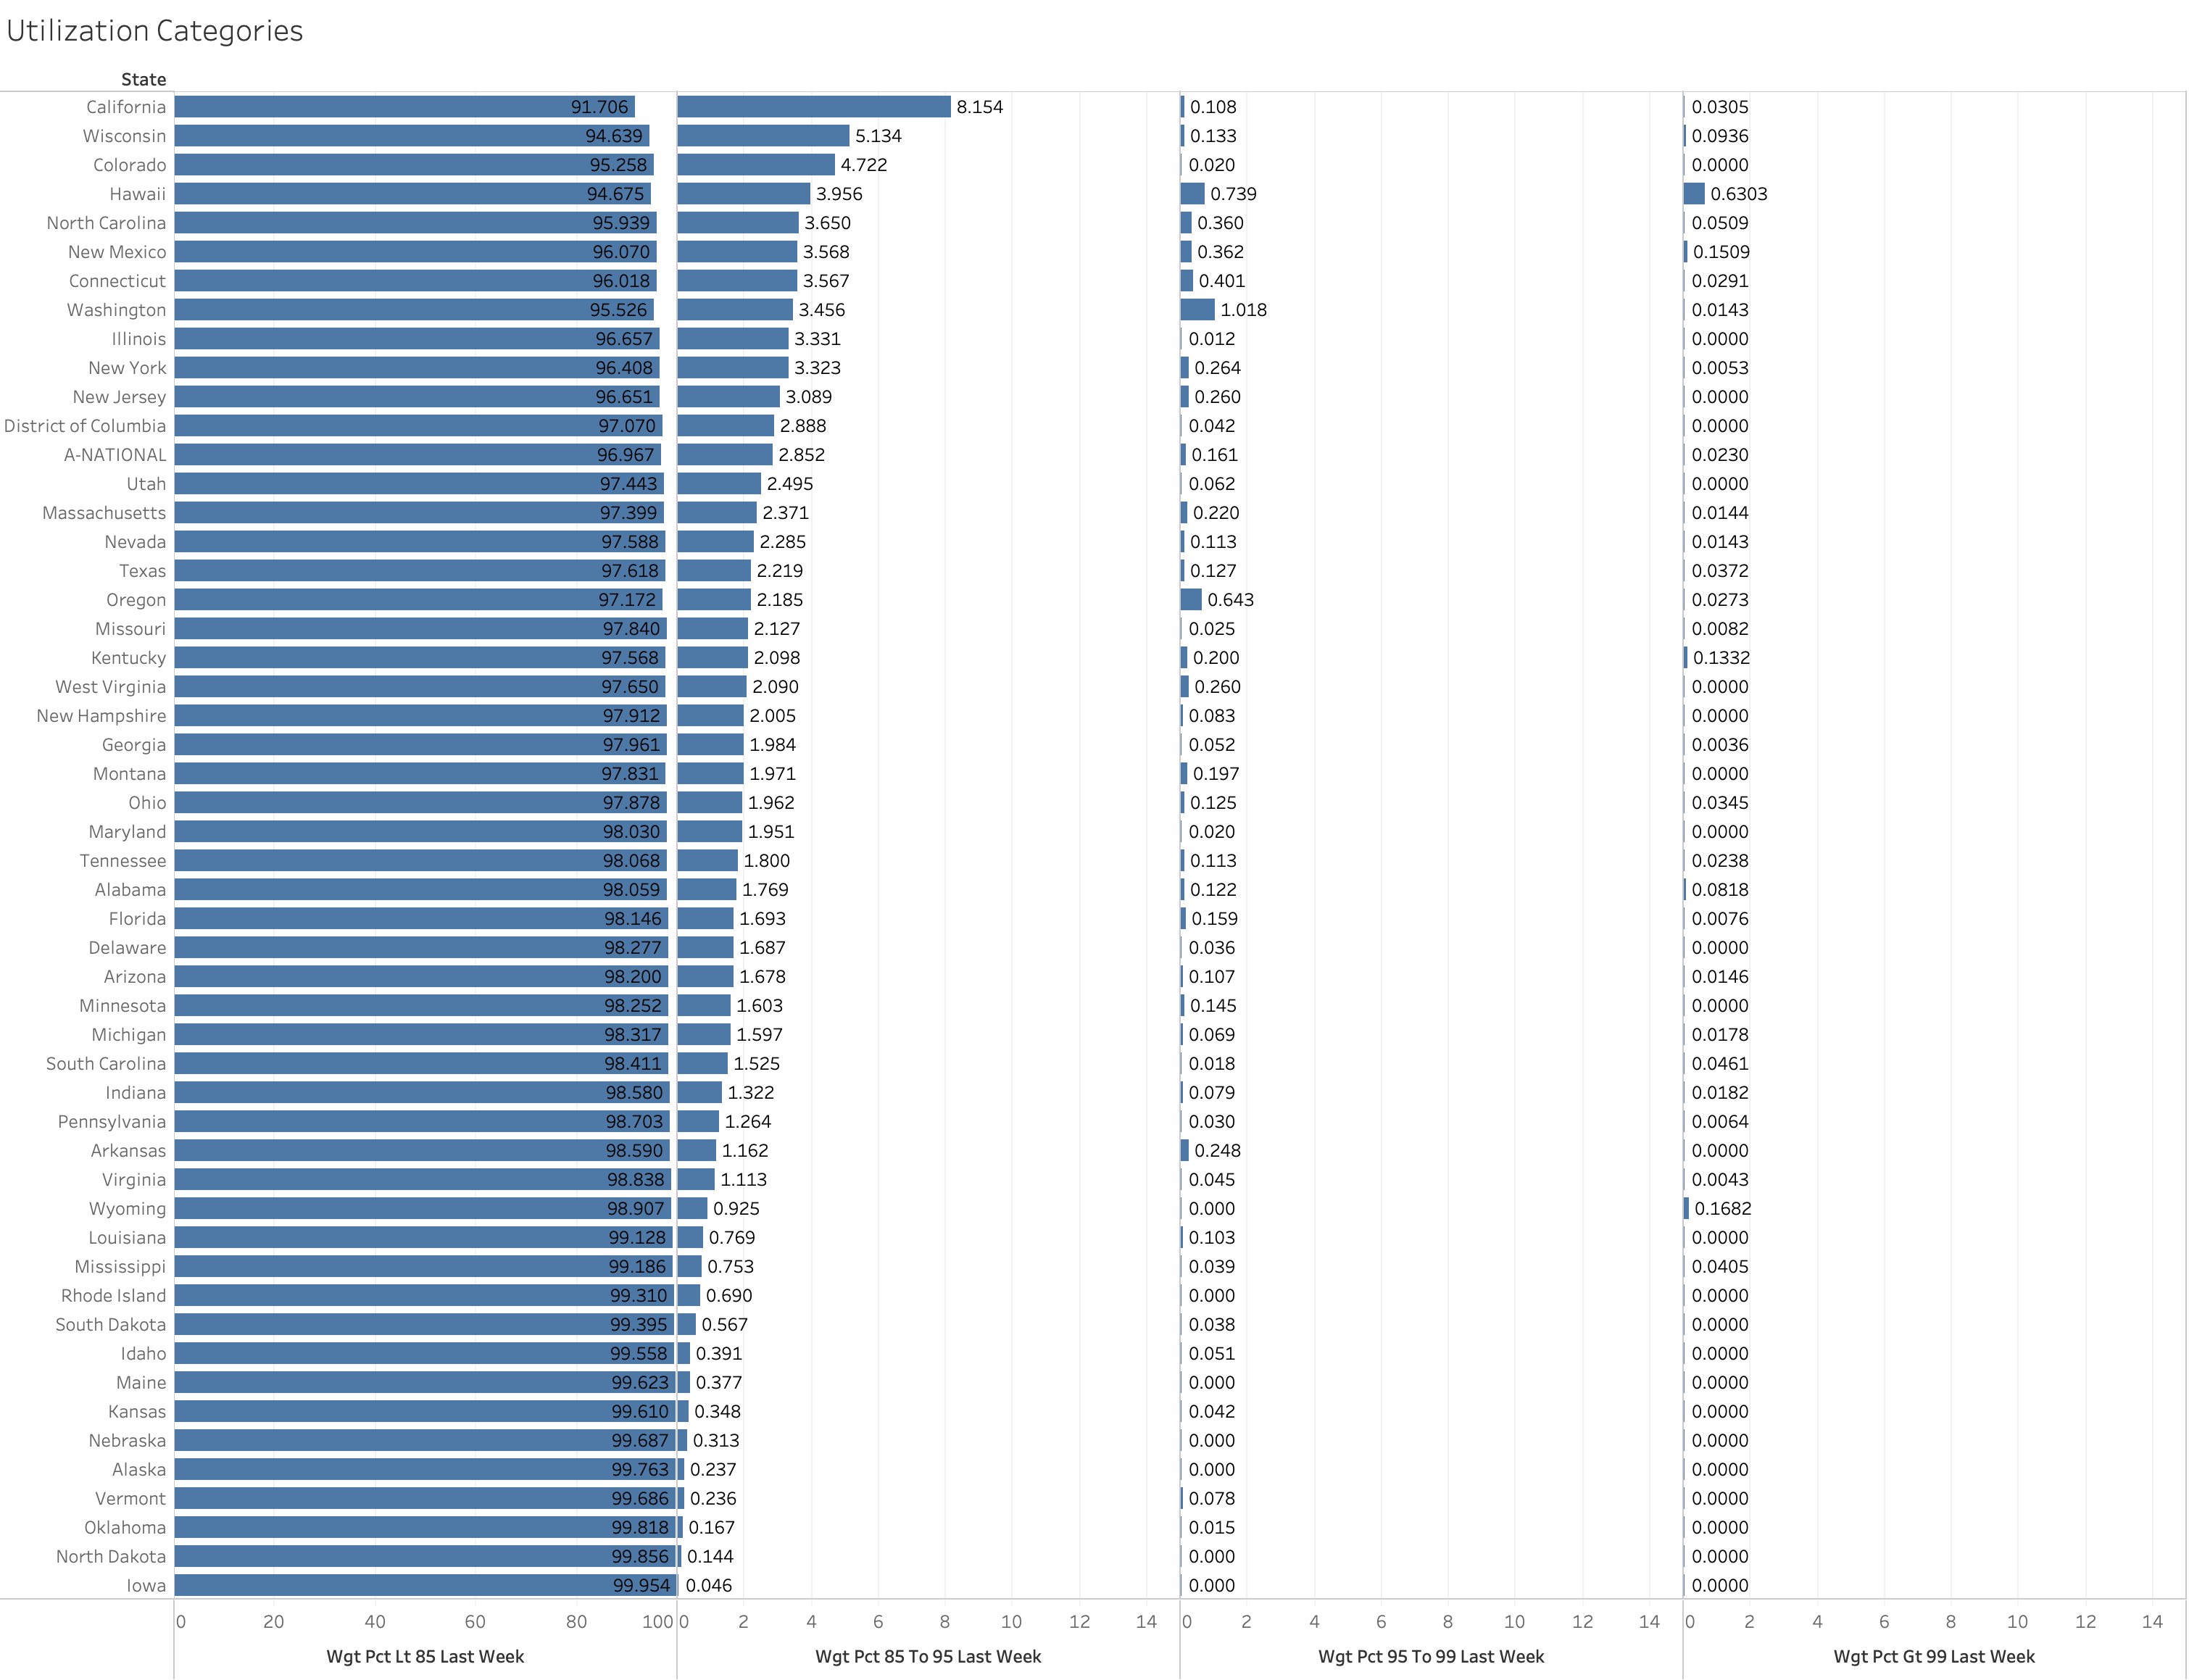 Utilization Categories
State
California 91.706 8.154 0.108 0.0305
Wisconsin 94.639 5.134 0.133 0.0936
Colorado 95.258 4.722 0.020 0.0000
Hawaii 94.675 3.956 0.739 0.6303
North Carolina 95.939 3.650 0.360 0.0509
New Mexico 96.070 3.568 0.362 0.1509
Connecticut 96.018 3.567 0.401 0.0291
Washington 95.526 3.456 1.018 0.0143
Illinois 96.657 3.331 0.012 0.0000
New York 96.408 3.323 0.264 0.0053
New Jersey 96.651 3.089 0.260 0.0000
District of Columbia 97.070 2.888 0.042 0.0000
A-NATIONAL 96.967 2.852 0.161 0.0230
Utah 97.443 2.495 0.062 0.0000
Massachusetts 97.399 2.371 0.220 0.0144
Nevada 97.588 2.285 0.113 0.0143
Texas 97.618 2.219 0.127 0.0372
Oregon 97.172 2.185 0.643 0.0273
Missouri 97.840 2.127 0.025 0.0082
Kentucky 97.568 2.098 0.200 0.1332
West Virginia 97.650 2.090 0.260 0.0000
New Hampshire 97.912 2.005 0.083 0.0000
Georgia 97.961 1.984 0.052 0.0036
Montana 97.831 1.971 0.197 0.0000
Ohio 97.878 1.962 0.125 0.0345
Maryland 98.030 1.951 0.020 0.0000
Tennessee 98.068 1.800 0.113 0.0238
Alabama 98.059 1.769 0.122 0.0818
Florida 98.146 1.693 0.159 0.0076
Delaware 98.277 1.687 0.036 0.0000
Arizona 98.200 1.678 0.107 0.0146
Minnesota 98.252 1.603 0.145 0.0000
Michigan 98.317 1.597 0.069 0.0178
South Carolina 98.411 1.525 0.018 0.0461
Indiana 98.580 1.322 0.079 0.0182
Pennsylvania 98.703 1.264 0.030 0.0064
Arkansas 98.590 1.162 0.248 0.0000
Virginia 98.838 1.113 0.045 0.0043
Wyoming 98.907 0.925 0.000 0.1682
Louisiana 99.128 0.769 0.103 0.0000
Mississippi 99.186 0.753 0.039 0.0405
Rhode Island 99.310 0.690 0.000 0.0000
South Dakota 99.395 0.567 0.038 0.0000
Idaho 99.558 0.391 0.051 0.0000
Maine 99.623 0.377 0.000 0.0000
Kansas 99.610 0.348 0.042 0.0000
Nebraska 99.687 0.313 0.000 0.0000
Alaska 99.763 0.237 0.000 0.0000
Vermont 99.686 0.236 0.078 0.0000
Oklahoma 99.818 0.167 0.015 0.0000
North Dakota 99.856 0.144 0.000 0.0000
Iowa 99.954 0.046 0.000 0.0000
0 20 40 60 80 100 0 2 4 6 8 10 12 14 0 2 4 6 8 10 12 14 0 2 4 6 8 10 12 14
Wgt Pct Lt 85 Last Week Wgt Pct 85 To 95 Last Week Wgt Pct 95 To 99 Last Week Wgt Pct Gt 99 Last Week